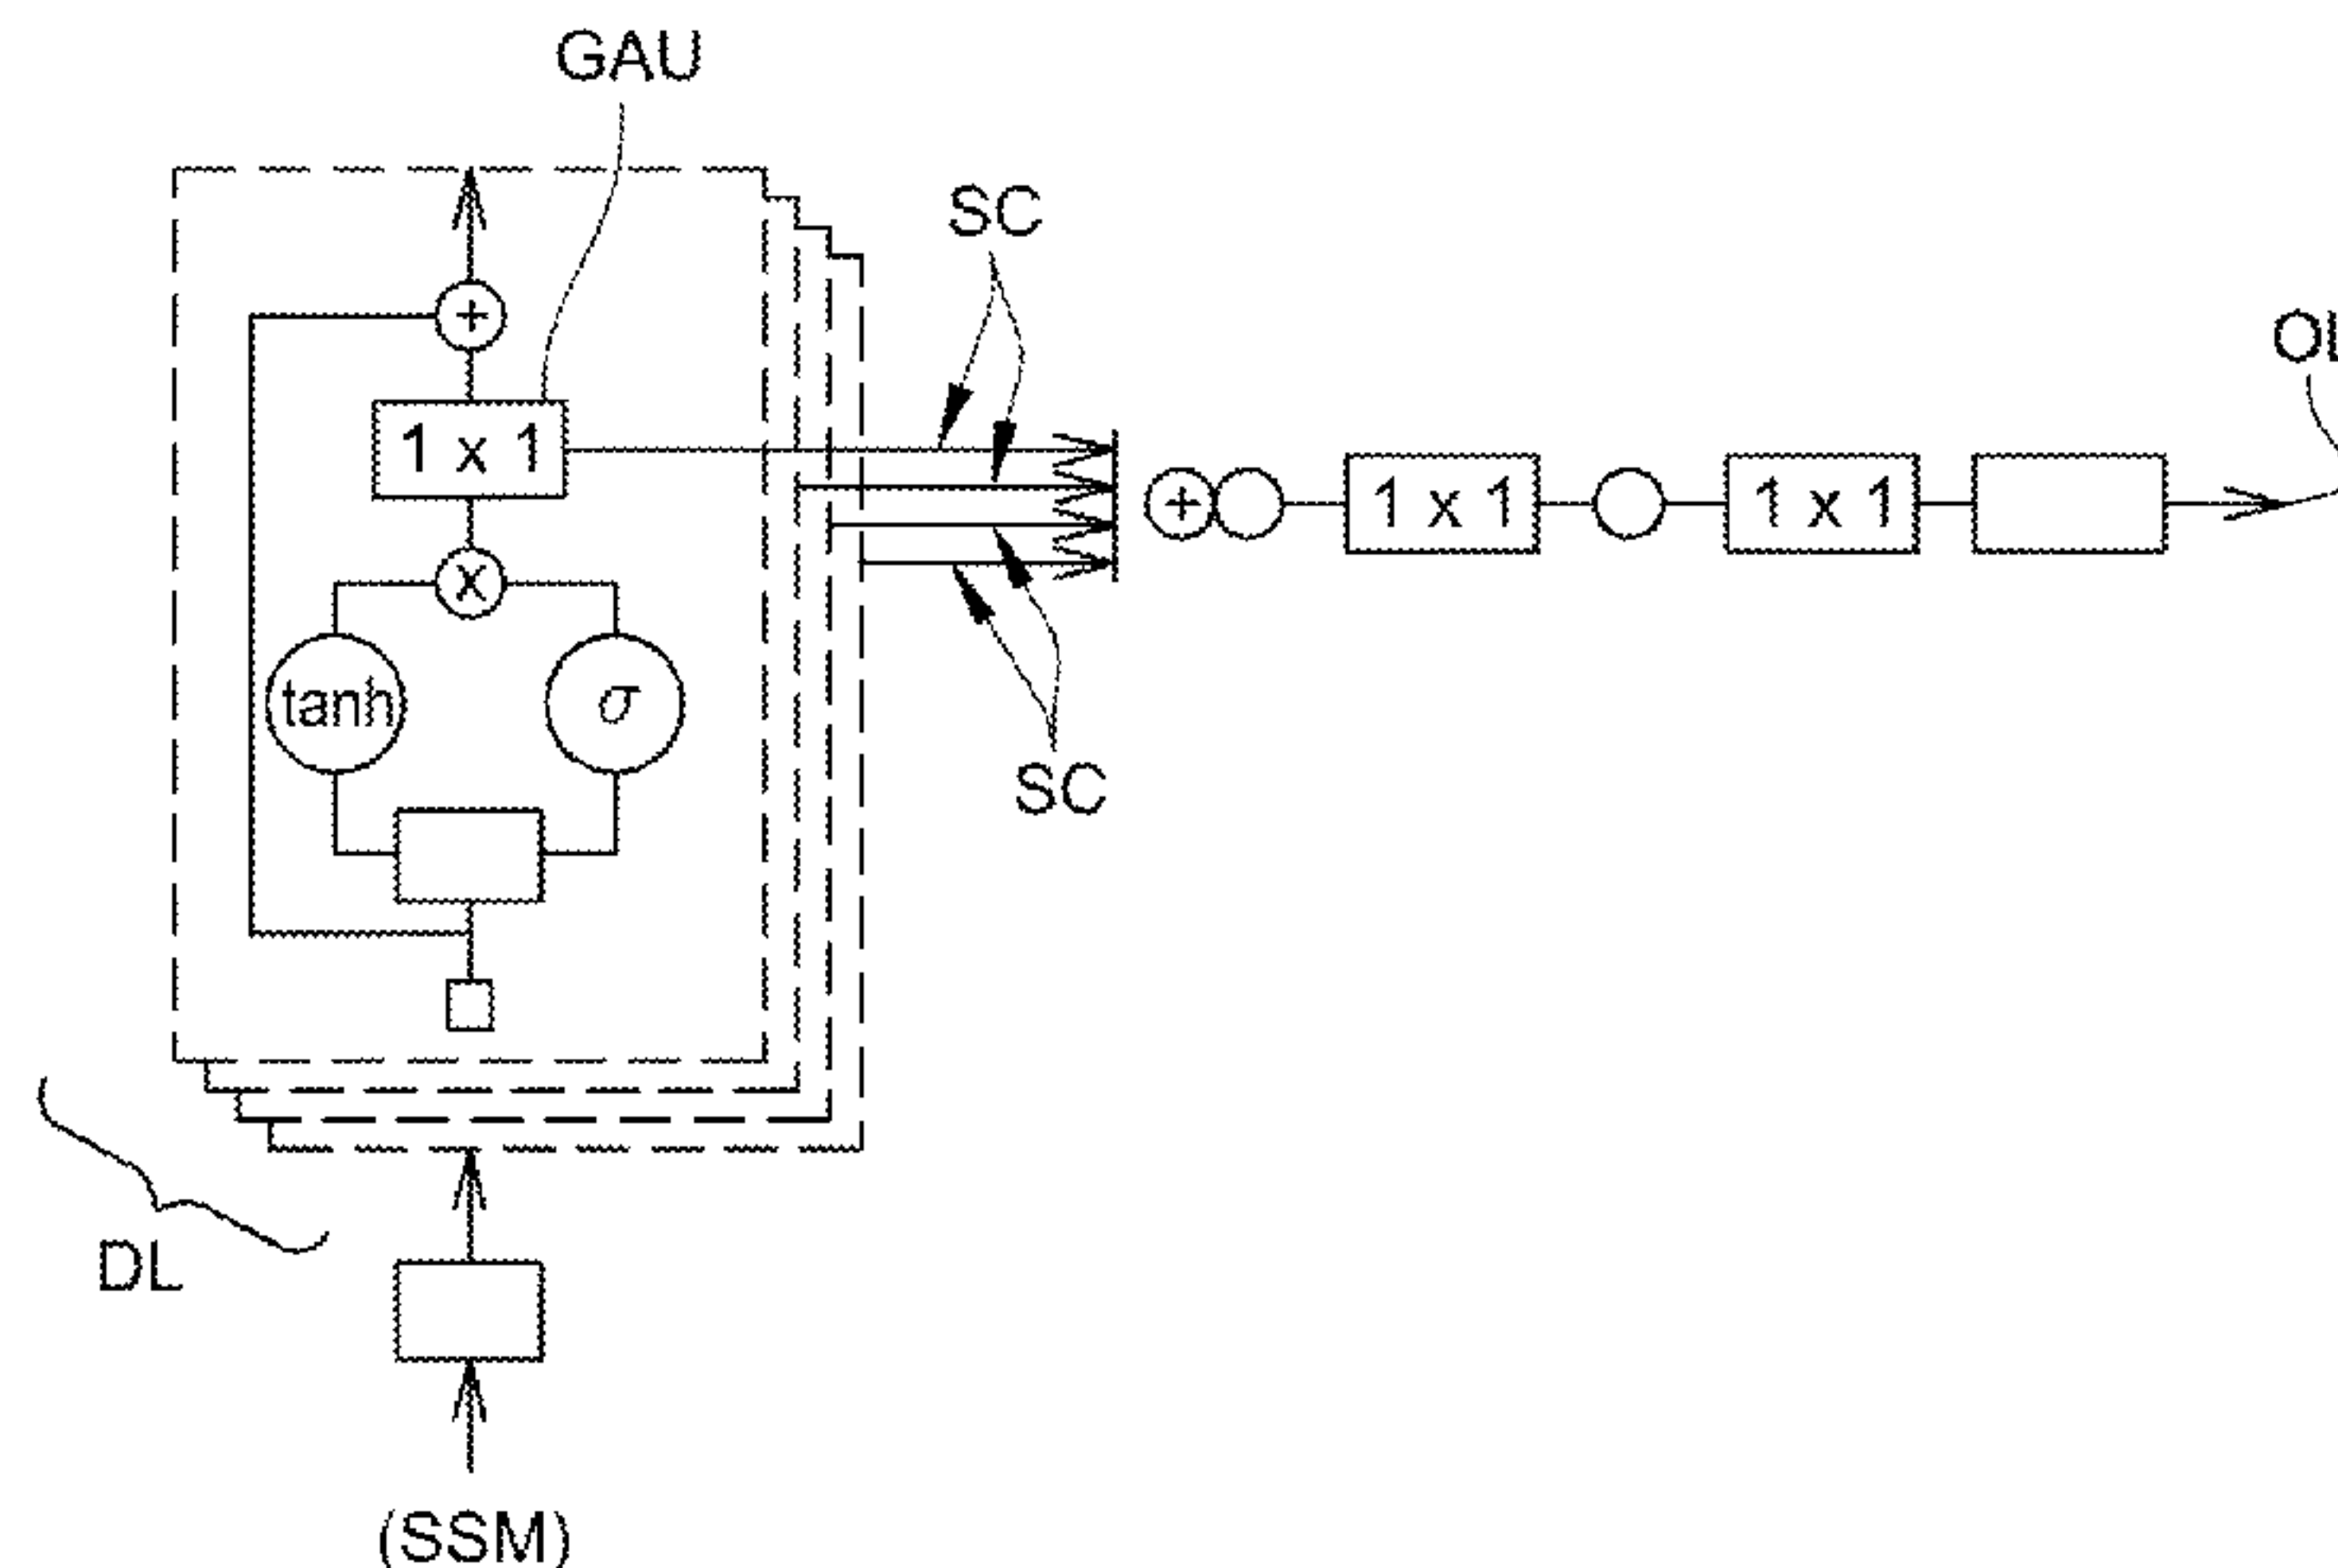 GAU
SC
OL
+
1 x 1
+
1 x 1
1 x 1
x
tanh
σ
SC
DL
(SSM)